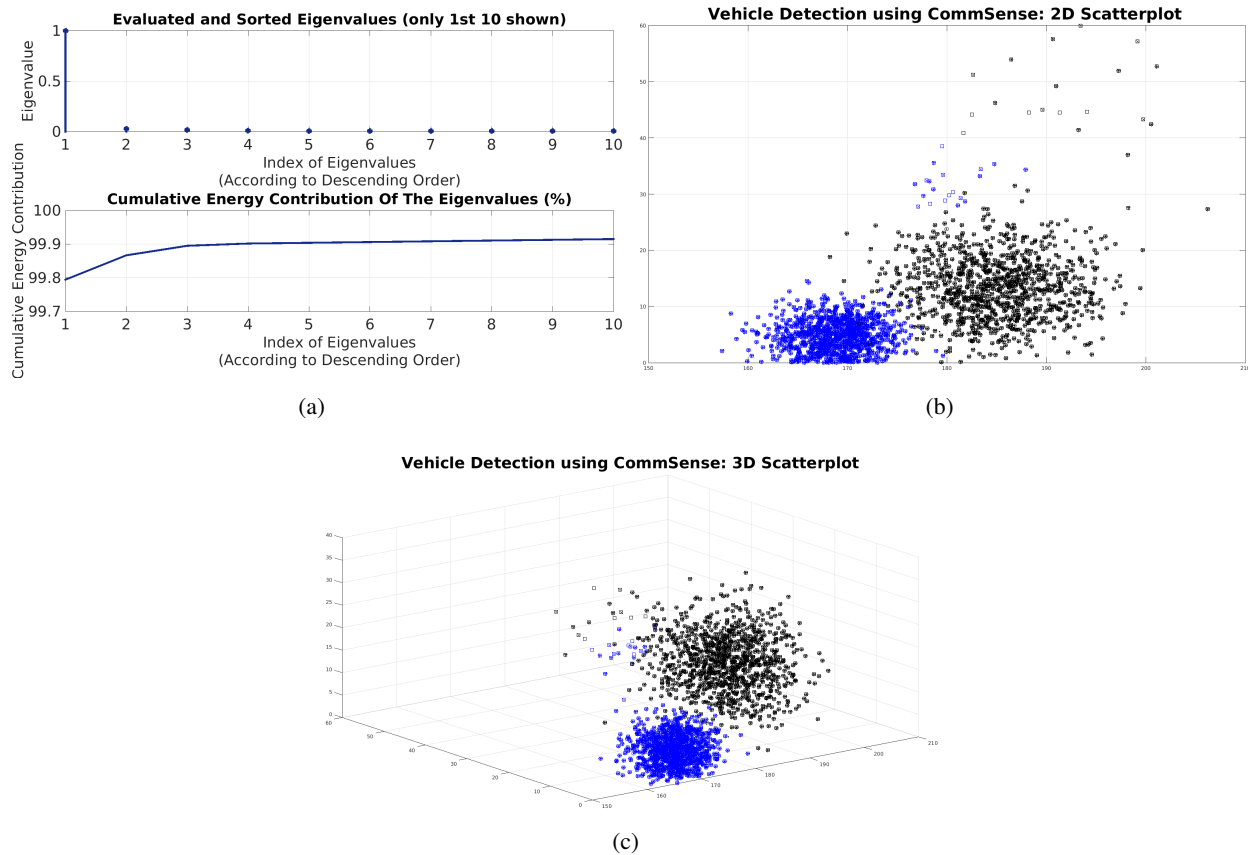 Evaluated and Sorted Eigenvalues (only 1st 10 shown)
Eigenvalue
1
0.5
0
1 2 3 4 5 6 7 8 9 10
Index of Eigenvalues
(According to Descending Order)
Cumulative Energy Contribution Of The Eigenvalues (%)
Cumulative Energy Contribution
100
99.9
99.8
99.7
1 2 3 4 5 6 7 8 9 10
Index of Eigenvalues
(According to Descending Order)
(a)
Vehicle Detection using CommSense: 2D Scatterplot
60
50
40
30
20
10
0
150 160 170 180 190 200 210
(b)
Vehicle Detection using CommSense: 3D Scatterplot
40
35
30
25
20
15
10
5
0
60
50
40
30
20
10
0
150
160
170
180
190
200
210
(c)